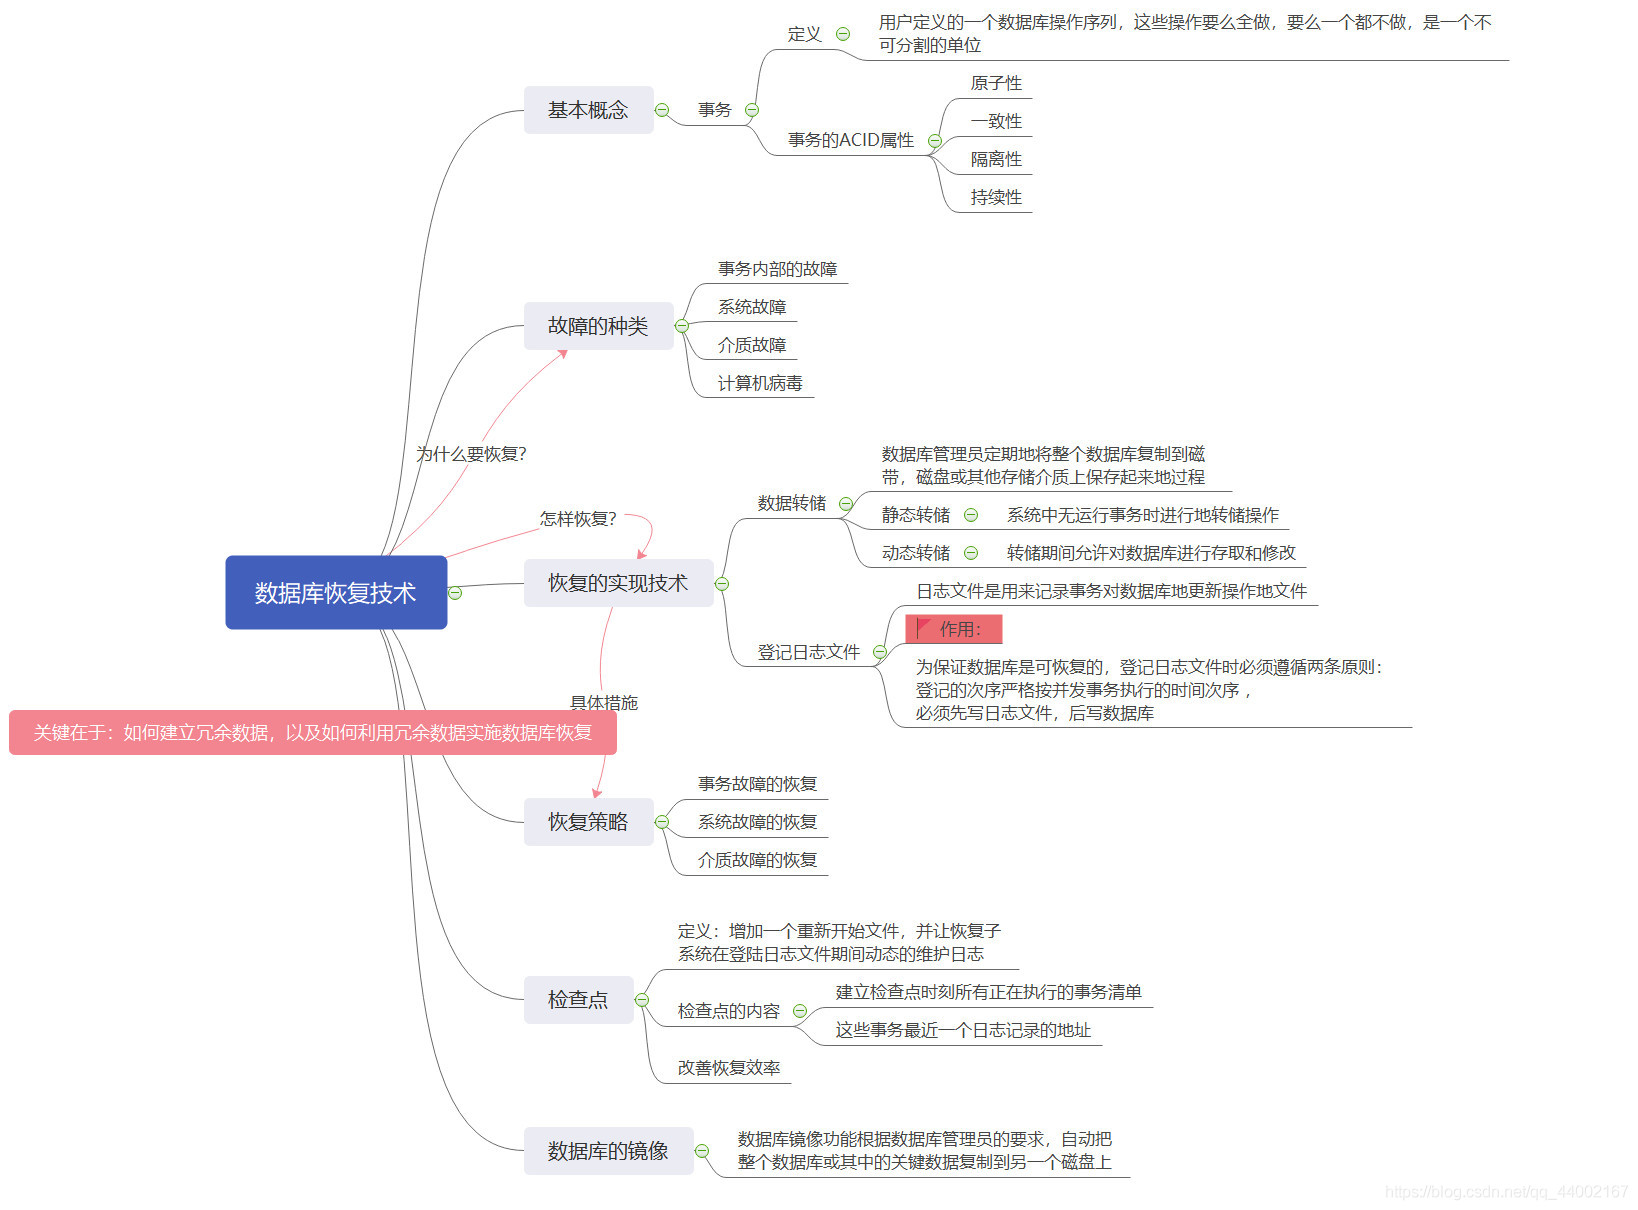 数据库恢复技术
关键在于：如何建立冗余数据，以及如何利用冗余数据实施数据库恢复
基本概念
事务
定义
用户定义的一个数据库操作序列，这些操作要么全做，要么一个都不做，是一个不
可分割的单位
事务的ACID属性
原子性
一致性
隔离性
持续性
为什么要恢复？
故障的种类
事务内部的故障
系统故障
介质故障
计算机病毒
怎样恢复？
恢复的实现技术
数据转储
数据库管理员定期地将整个数据库复制到磁
带，磁盘或其他存储介质上保存起来地过程
静态转储
系统中无运行事务时进行地转储操作
动态转储
转储期间允许对数据库进行存取和修改
登记日志文件
日志文件是用来记录事务对数据库地更新操作地文件
作用：
为保证数据库是可恢复的，登记日志文件时必须遵循两条原则：
登记的次序严格按并发事务执行的时间次序 ，
必须先写日志文件，后写数据库
具体措施
恢复策略
事务故障的恢复
系统故障的恢复
介质故障的恢复
检查点
定义：增加一个重新开始文件，并让恢复子
系统在登陆日志文件期间动态的维护日志
检查点的内容
建立检查点时刻所有正在执行的事务清单
这些事务最近一个日志记录的地址
改善恢复效率
数据库的镜像
数据库镜像功能根据数据库管理员的要求，自动把
整个数据库或其中的关键数据复制到另一个磁盘上
https://blog.csdn.net/qq_44002167